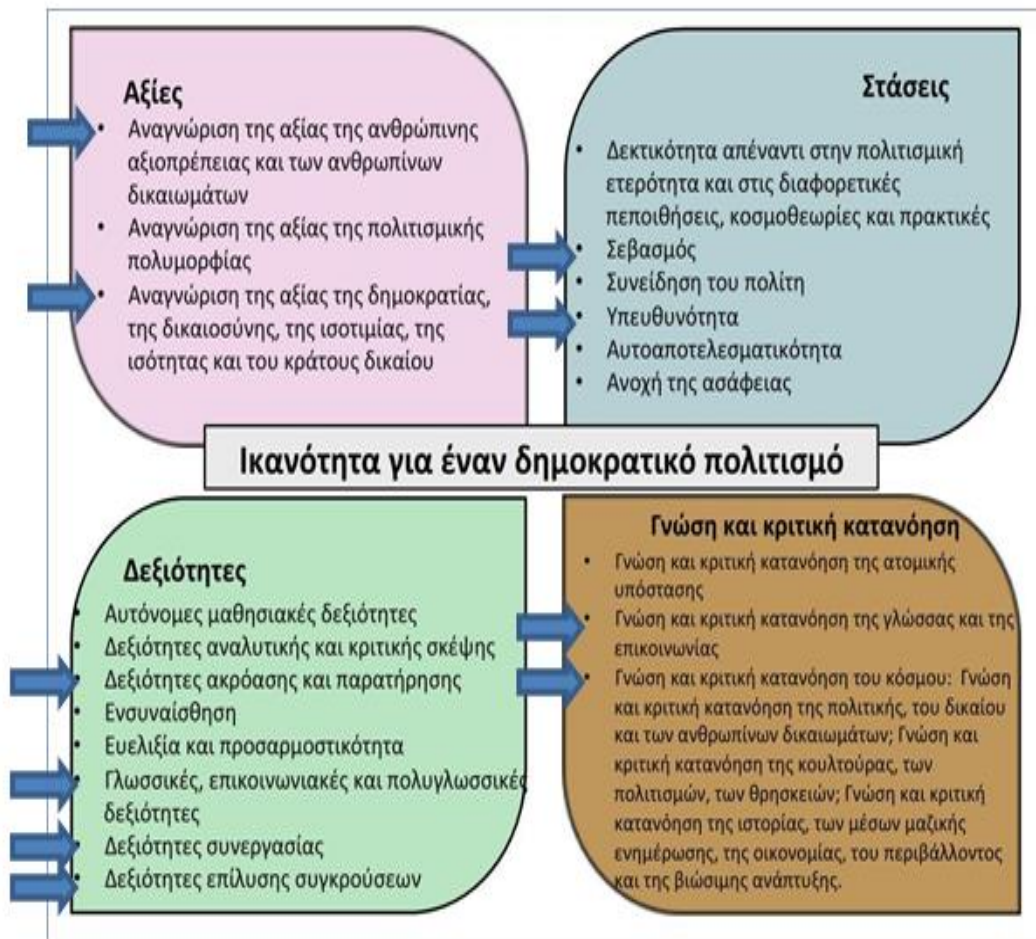 Αξίες
• Αναγνώριση της αξίας της ανθρώπινης
αξιοπρέπειας και των ανθρωπίνων
δικαιωμάτων
• Αναγνώριση της αξίας της πολιτισμικής
πολυμορφίας
• Αναγνώριση της αξίας της δημοκρατίας,
της δικαιοσύνης, της ισοτιμίας, της
ισότητας και του κράτους δικαίου
Στάσεις
• Δεκτικότητα απέναντι στην πολιτισμική
ετερότητα και στις διαφορετικές
πεποιθήσεις, κοσμοθεωρίες και πρακτικές
• Σεβασμός
• Συνείδηση του πολίτη
• Υπευθυνότητα
• Αυτοαποτελεσματικότητα
• Ανοχή της ασάφειας
Ικανότητα για έναν δημοκρατικό πολιτισμό
Δεξιότητες
• Αυτόνομες μαθησιακές δεξιότητες
• Δεξιότητες αναλυτικής και κριτικής σκέψης
• Δεξιότητες ακρόασης και παρατήρησης
• Ενσυναίσθηση
• Ευελιξία και προσαρμοστικότητα
• Γλωσσικές, επικοινωνιακές και πολυγλωσσικές
δεξιότητες
• Δεξιότητες συνεργασίας
• Δεξιότητες επίλυσης συγκρούσεων
Γνώση και κριτική κατανόηση
• Γνώση και κριτική κατανόηση της ατομικής
υπόστασης
• Γνώση και κριτική κατανόηση της γλώσσας και της
επικοινωνίας
• Γνώση και κριτική κατανόηση του κόσμου: Γνώση
και κριτική κατανόηση της πολιτικής, του δικαίου
και των ανθρωπίνων δικαιωμάτων; Γνώση και
κριτική κατανόηση της κουλτούρας, των
πολιτισμών, των θρησκειών; Γνώση και κριτική
κατανόηση της ιστορίας, των μέσων μαζικής
ενημέρωσης, της οικονομίας, του περιβάλλοντος
και της βιώσιμης ανάπτυξης.